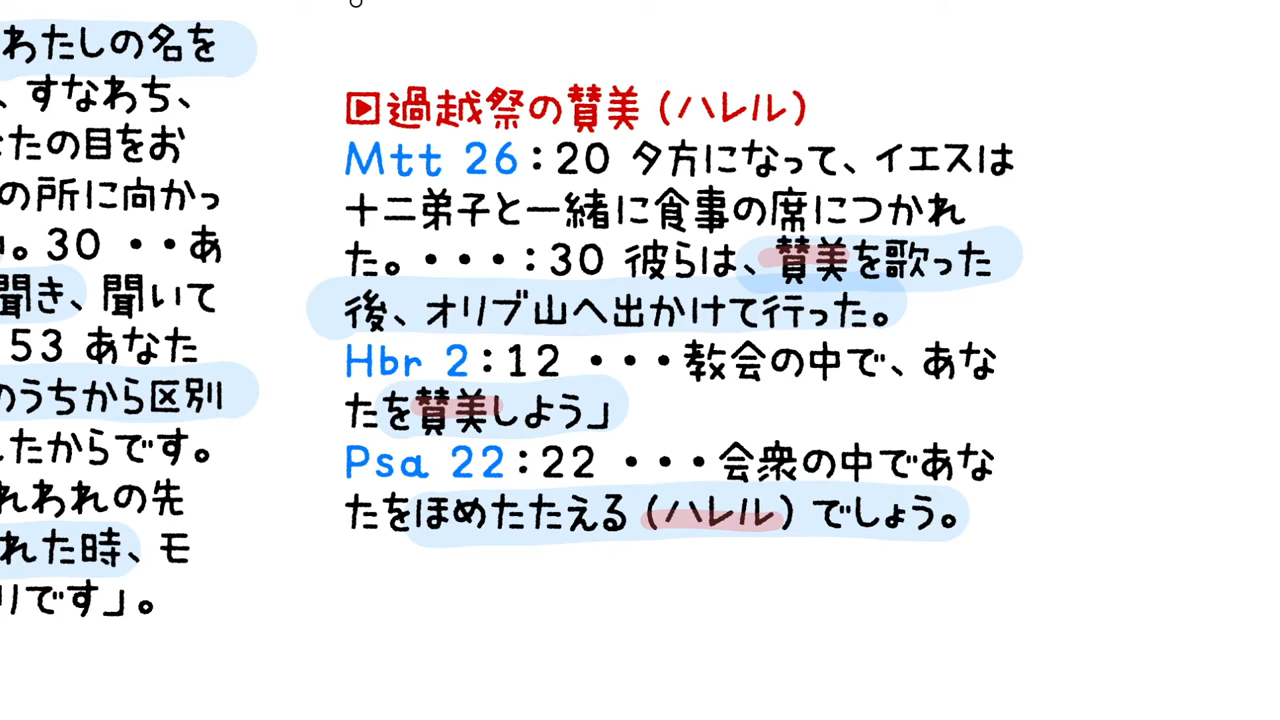 わたしの名を
、すなわち、
たの目をお
の所に向かっ
。30 ・・あ
聞き、聞いて
53 あなた
のうちから区別
したからです。
れわれの先
れた時、モ
リです」。
▶過越祭の賛美(ハレル)
Mtt 26:20 夕方になって、イエスは
十二弟子と一緒に食事の席につかれ
た。・・・:30 彼らは、賛美を歌った
後、オリブ山へ出かけて行った。
Hbr 2:12 ・・・教会の中で、あな
たを賛美しよう」
Psa 22:22 ・・・会衆の中であな
たをほめたたえる(ハレル)でしょう。